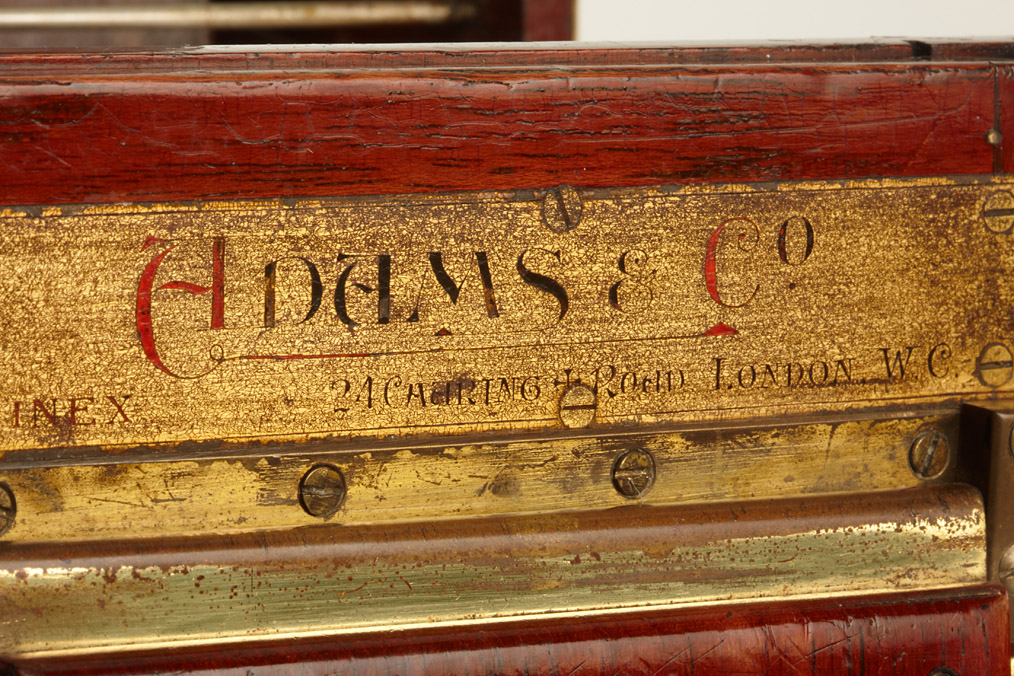 ADAMS & Co.
24 CHARING + ROAD LONDON, W.C.
INEX